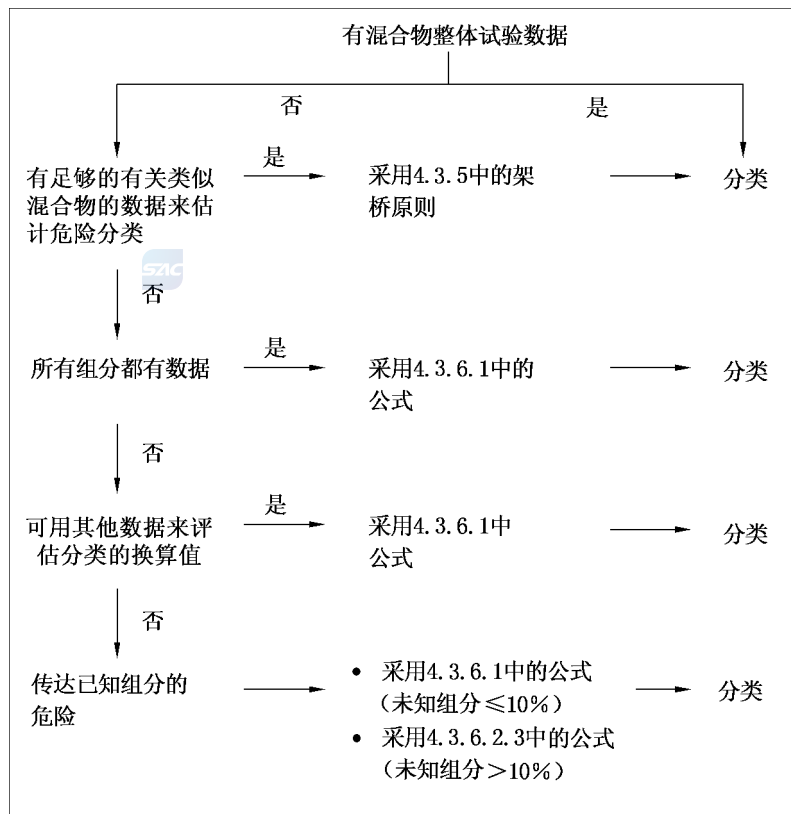 有混合物整体试验数据
否
是
有足够的有关类似
混合物的数据来估
计危险分类
是
采用4.3.5中的架
桥原则
分类
SAC
否
所有组分都有数据
是
采用4.3.6.1中的
公式
分类
否
可用其他数据来评
估分类的换算值
是
采用4.3.6.1中
公式
分类
否
传达已知组分的
危险
• 采用4.3.6.1中的公式
（未知组分≤10%）
• 采用4.3.6.2.3中的公式
（未知组分＞10%）
分类